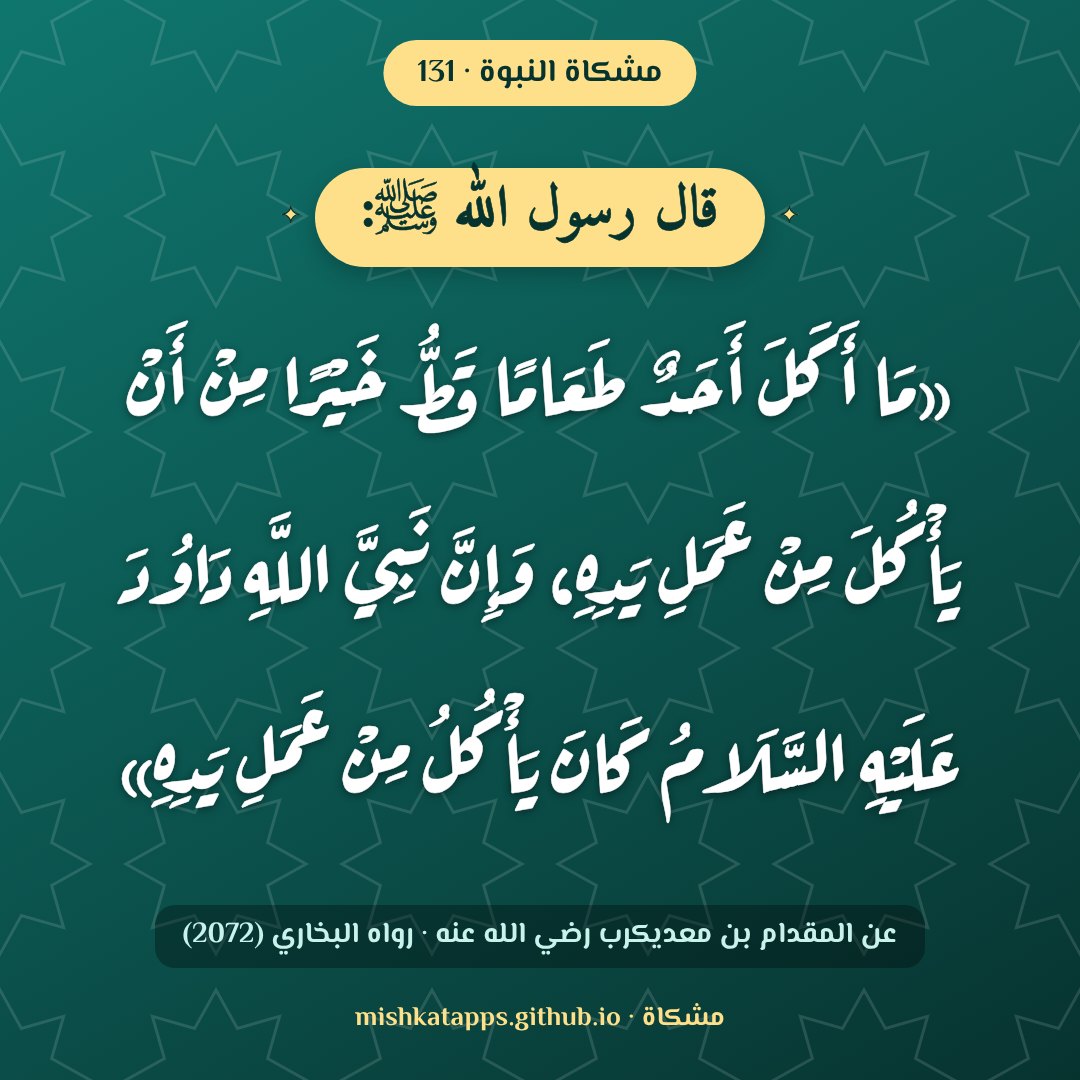 مشكاة النبوة · 131
قال رسول الله ﷺ:
«مَا أَكَلَ أَحَدٌ طَعَامًا قَطُّ خَيْرًا مِنْ أَنْ
يَأْكُلَ مِنْ عَمَلِ يَدِهِ، وَإِنَّ نَبِيَّ اللَّهِ دَاوُدَ
عَلَيْهِ السَّلَامُ كَانَ يَأْكُلُ مِنْ عَمَلِ يَدِهِ»
عن المقدام بن معديكرب رضي الله عنه · رواه البخاري (2072)
مشكاة · mishkatapps.github.io